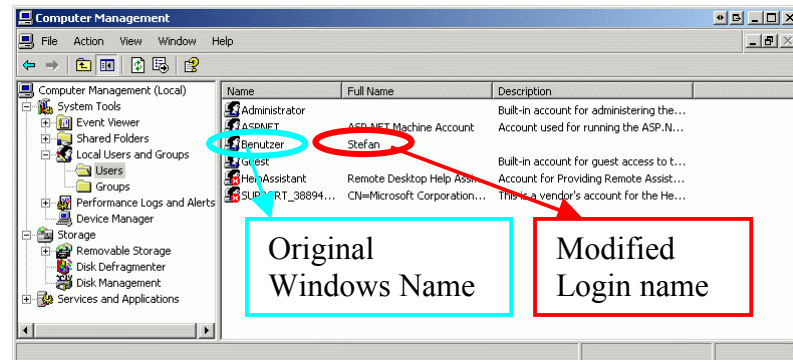 Computer Management
File Action View Window Help
Computer Management (Local)
System Tools
Event Viewer
Shared Folders
Local Users and Groups
Users
Groups
Performance Logs and Alerts
Device Manager
Storage
Removable Storage
Disk Defragmenter
Disk Management
Services and Applications
Name Full Name Description
Administrator Built-in account for administering the...
ASPNET ASP.NET Machine Account Account used for running the ASP.N...
Benutzer Stefan
Guest Built-in account for guest access to t...
HelpAssistant Remote Desktop Help Assi... Account for Providing Remote Assist...
SUPPORT_38894... CN=Microsoft Corporation... This is a vendor's account for the He...
Original
Windows Name
Modified
Login name